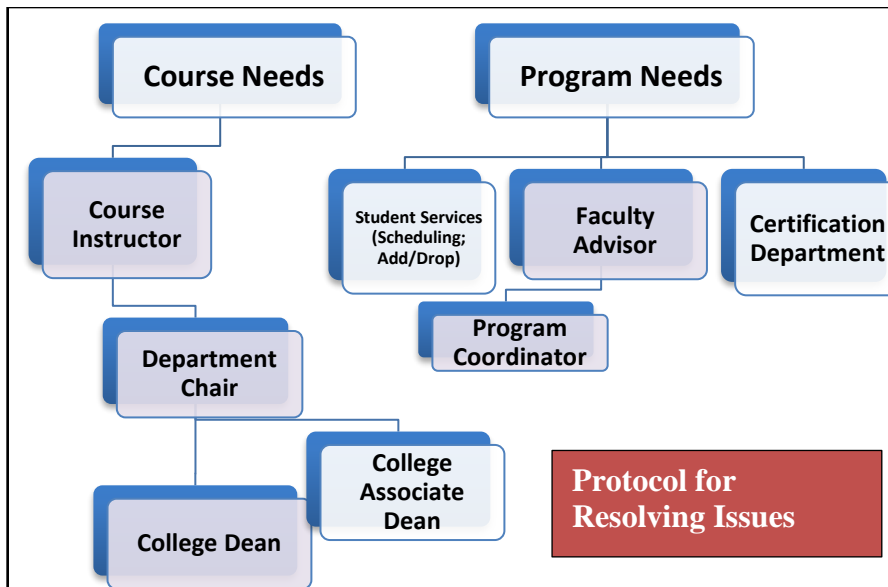 Course Needs
Program Needs
Course
Instructor
Student Services
(Scheduling;
Add/Drop)
Faculty
Advisor
Certification
Department
Program
Coordinator
Department
Chair
College
Associate
Dean
College Dean
Protocol for
Resolving Issues